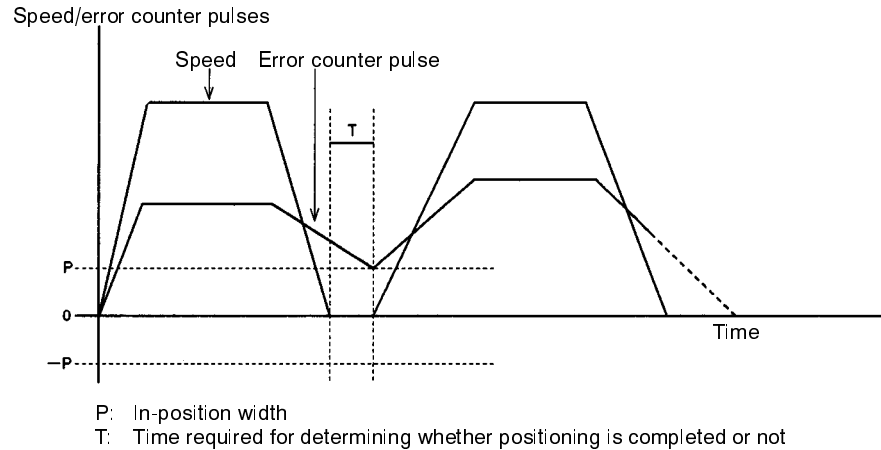 Speed/error counter pulses
Speed Error counter pulse
T
P
0
Time
—P
P: In-position width
T: Time required for determining whether positioning is completed or not